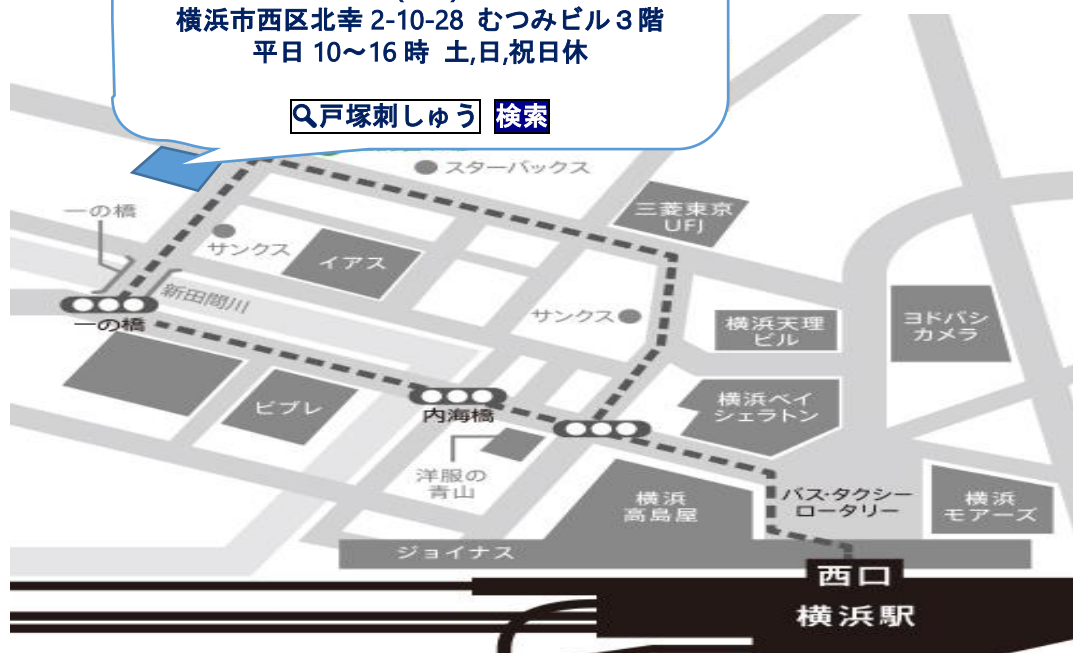 横浜市西区北幸 2-10-28 むつみビル３階
平日 10～16 時 土,日,祝日休
戸塚刺しゅう 検索
スターバックス
一の橋
三菱東京
UFJ
サンクス
イアス
新田間川
サンクス
横浜天理
ビル
ヨドバシ
カメラ
一の橋
ビブレ
内海橋
横浜ベイ
シェラトン
洋服の
青山
横浜
高島屋
バス・タクシー
ロータリー
横浜
モアーズ
ジョイナス
西口
横浜駅